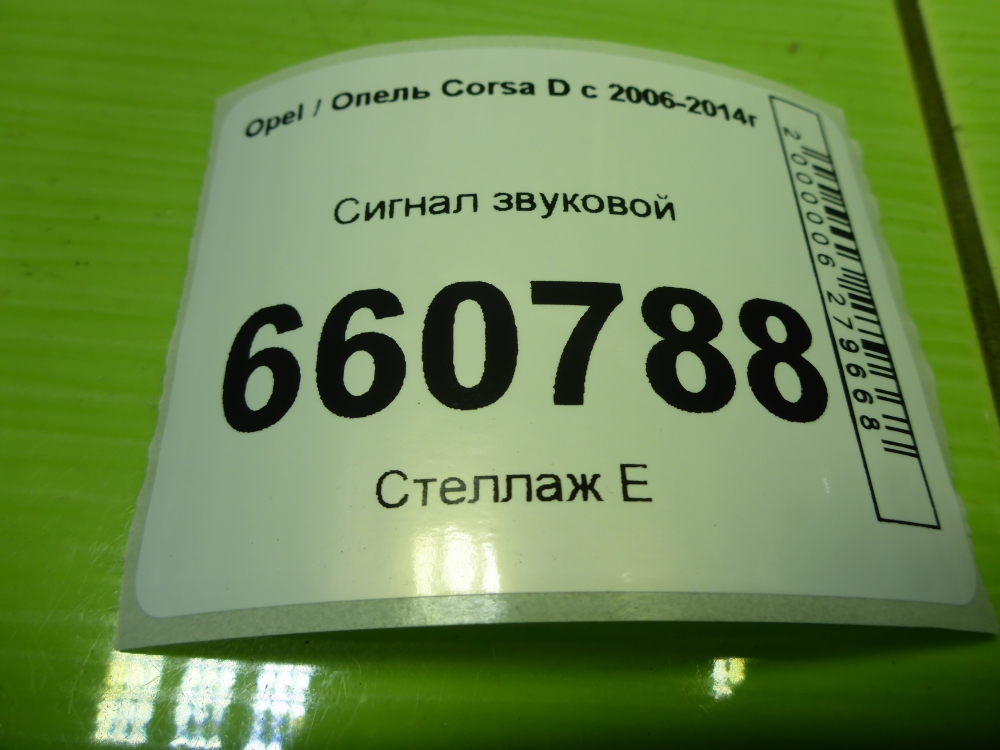 Opel / Опель Corsa D с 2006-2014г
Сигнал звуковой
660788
Стеллаж Е
2000006279668